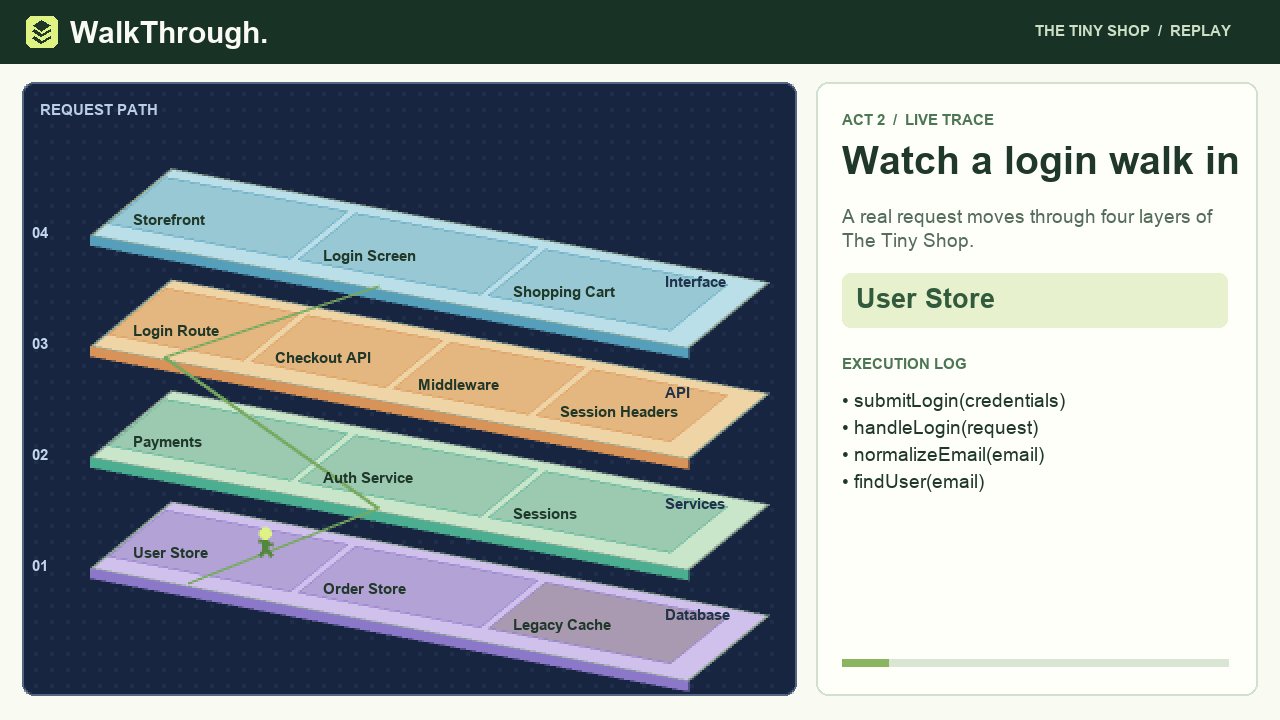 WalkThrough.
THE TINY SHOP / REPLAY
REQUEST PATH
04
Storefront
Login Screen
Shopping Cart
Interface
03
Login Route
Checkout API
Middleware
Session Headers
API
02
Payments
Auth Service
Sessions
Services
01
User Store
Order Store
Legacy Cache
Database
ACT 2 / LIVE TRACE
Watch a login walk in
A real request moves through four layers of
The Tiny Shop.
User Store
EXECUTION LOG
• submitLogin(credentials)
• handleLogin(request)
• normalizeEmail(email)
• findUser(email)